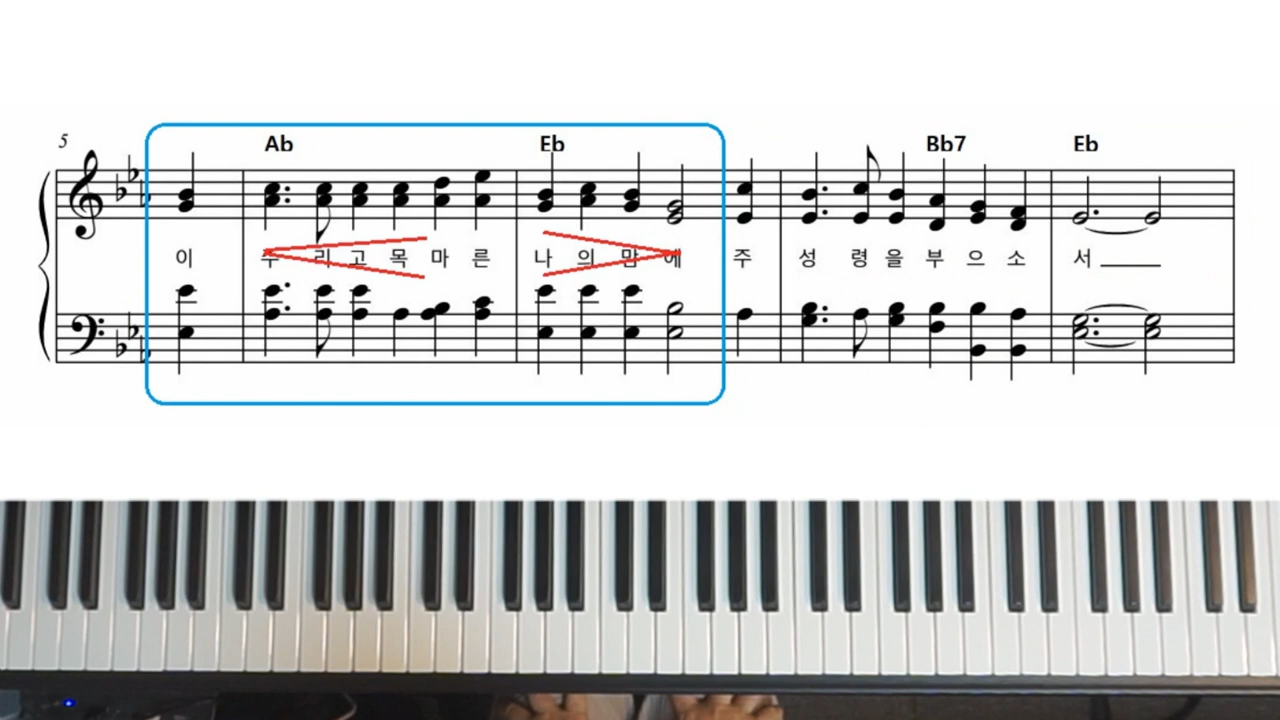 5
Ab Eb Bb7 Eb
이 주 리 고 목 마 른 나 의 맘 에 주 성 령 을 부 으 소 서